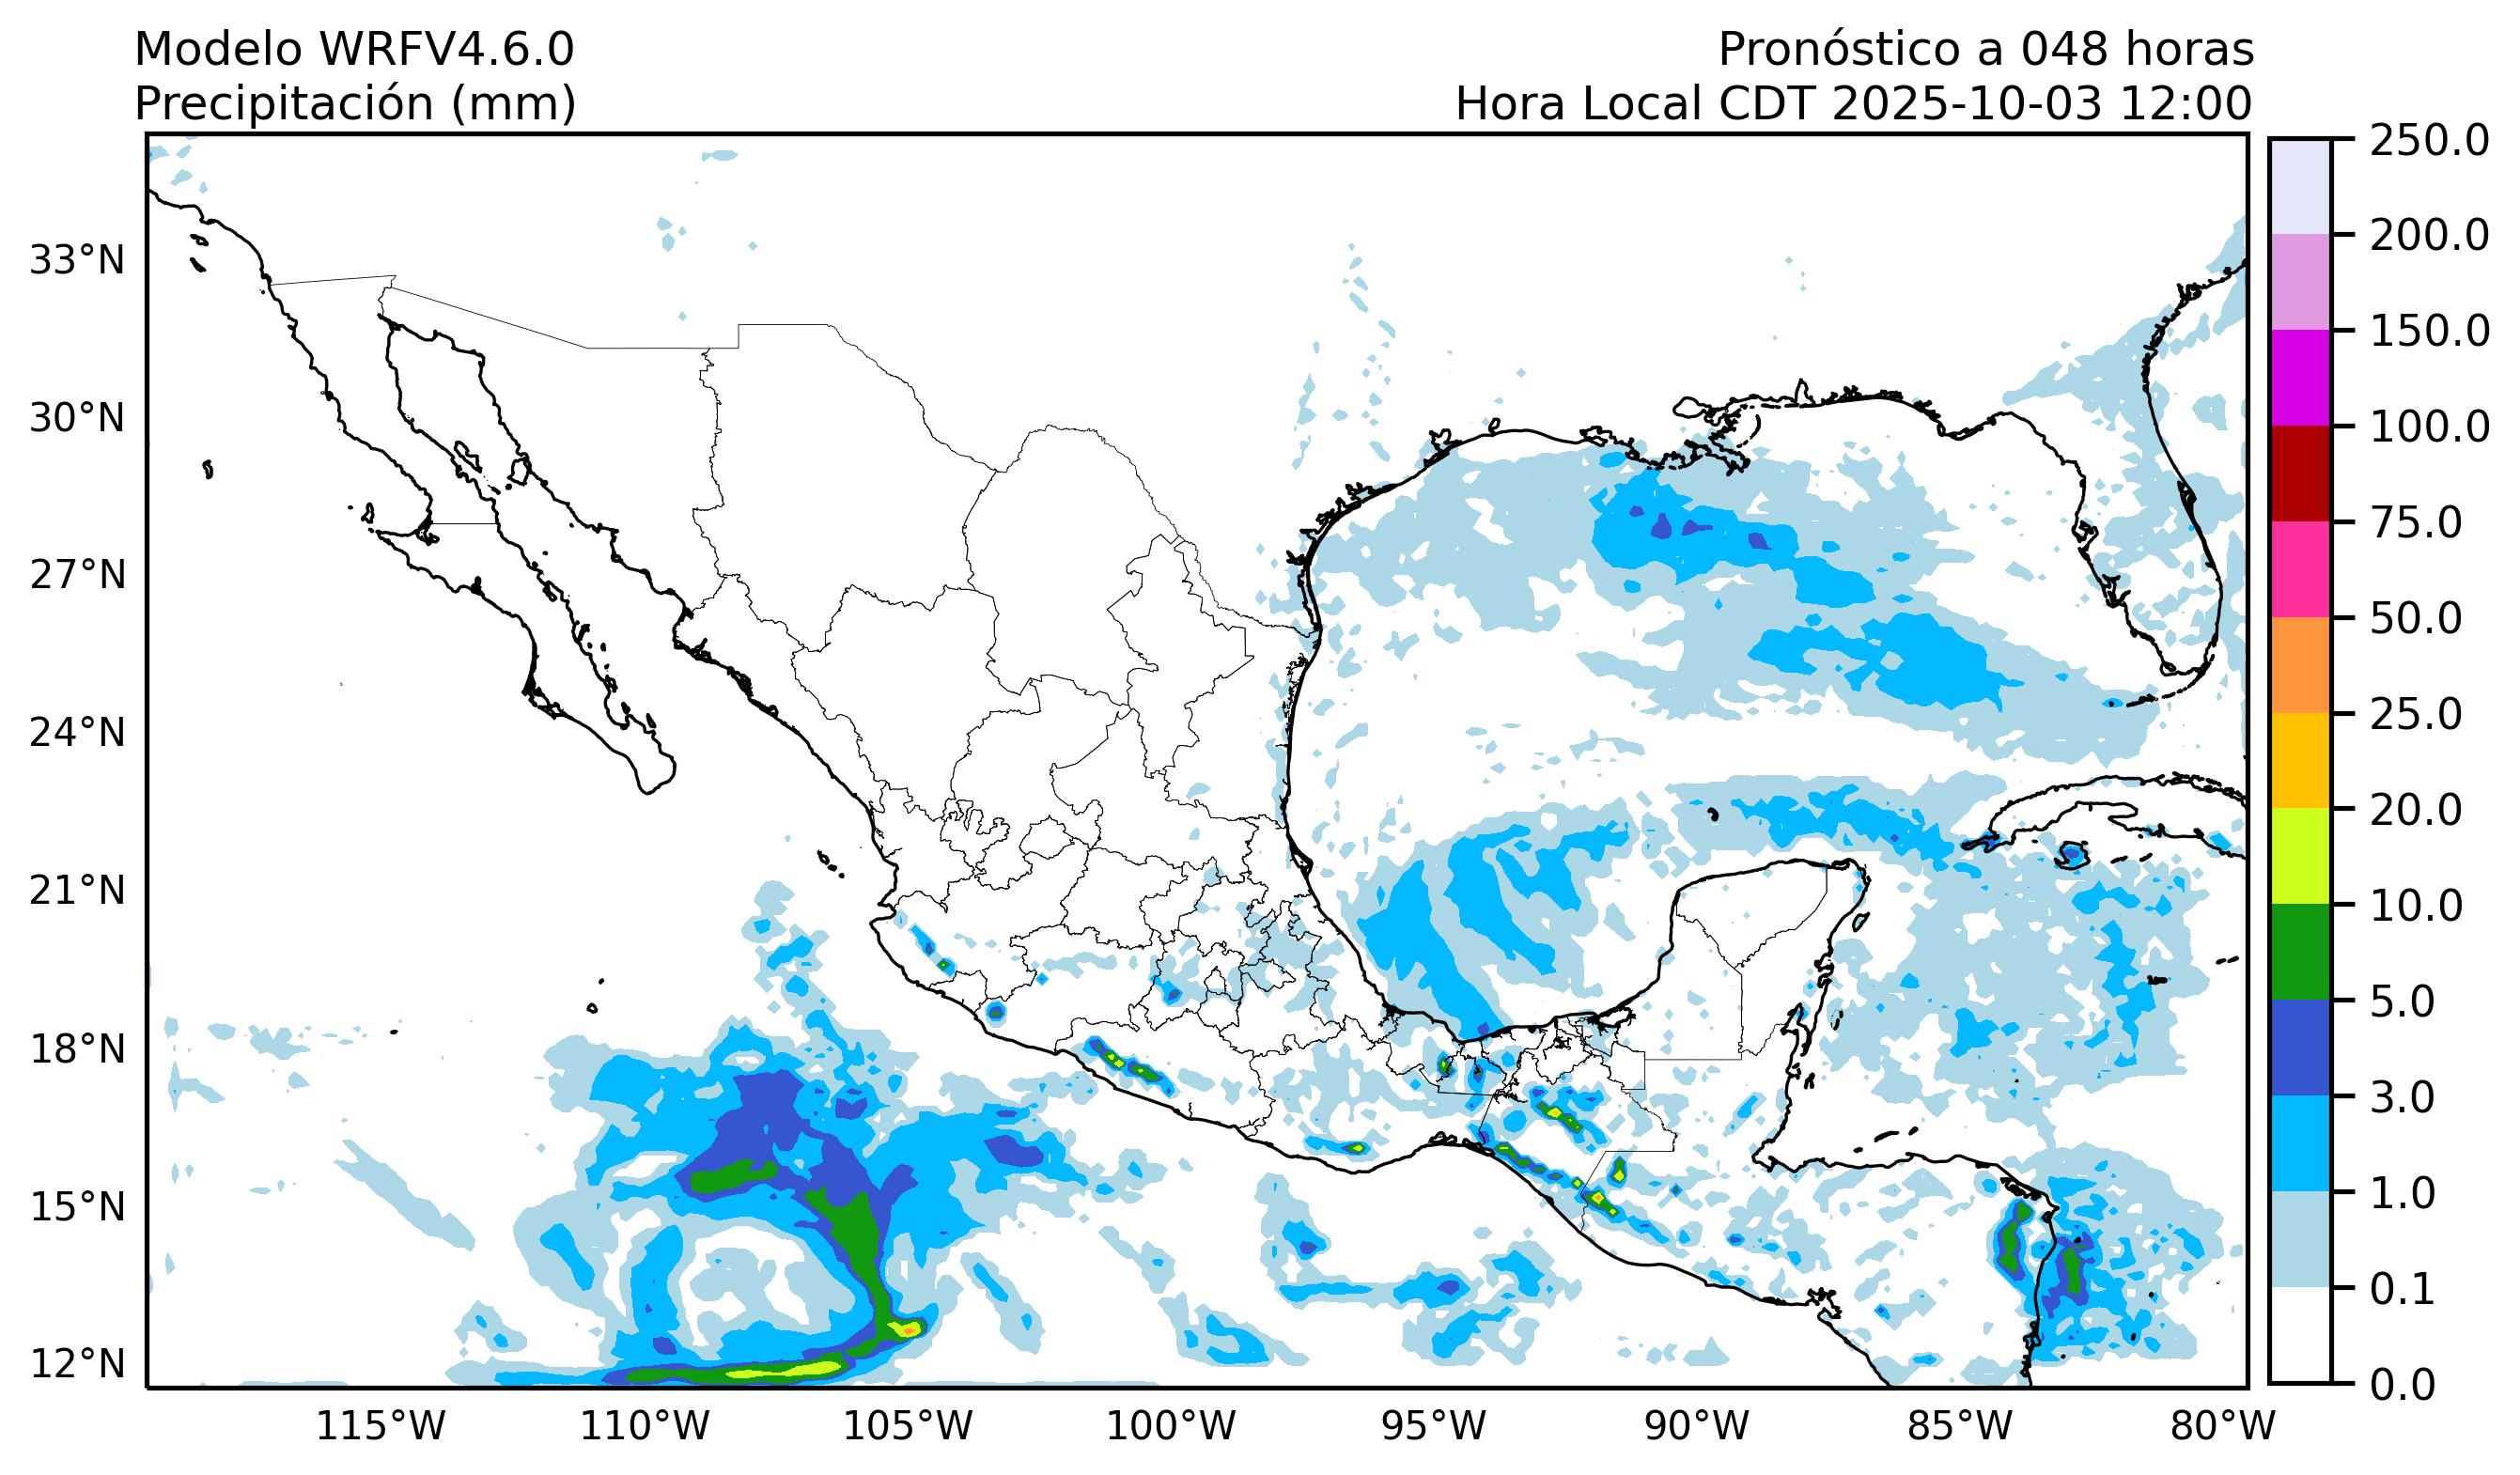 Modelo WRFV4.6.0
Precipitación (mm)
Pronóstico a 048 horas
Hora Local CDT 2025-10-03 12:00
33°N
30°N
27°N
24°N
21°N
18°N
15°N
12°N
115°W
110°W
105°W
100°W
95°W
90°W
85°W
80°W
250.0
200.0
150.0
100.0
75.0
50.0
25.0
20.0
10.0
5.0
3.0
1.0
0.1
0.0